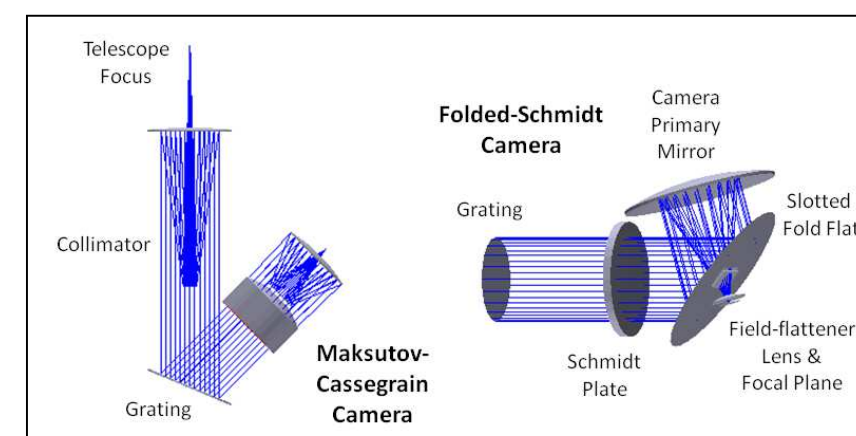 Telescope
Focus
Collimator
Grating
Maksutov-
Cassegrain
Camera
Folded-Schmidt
Camera
Grating
Camera
Primary
Mirror
Slotted
Fold Flat
Schmidt
Plate
Field-flattener
Lens &
Focal Plane